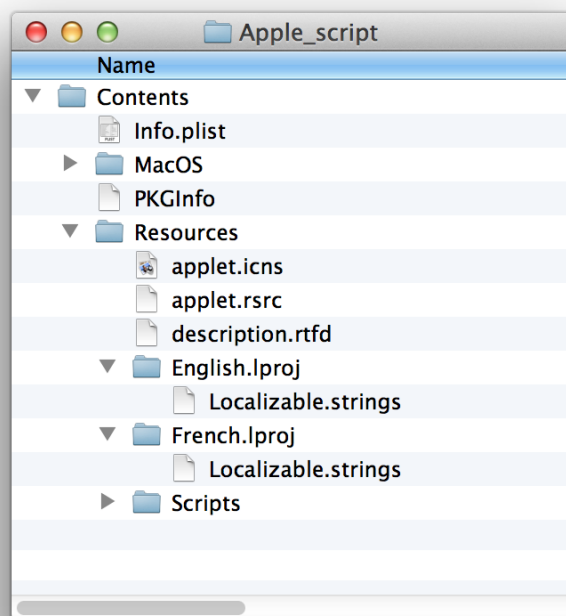 Apple_script
Name
Contents
Info.plist
MacOS
PKGInfo
Resources
applet.icns
applet.rsrc
description.rtfd
English.lproj
Localizable.strings
French.lproj
Localizable.strings
Scripts